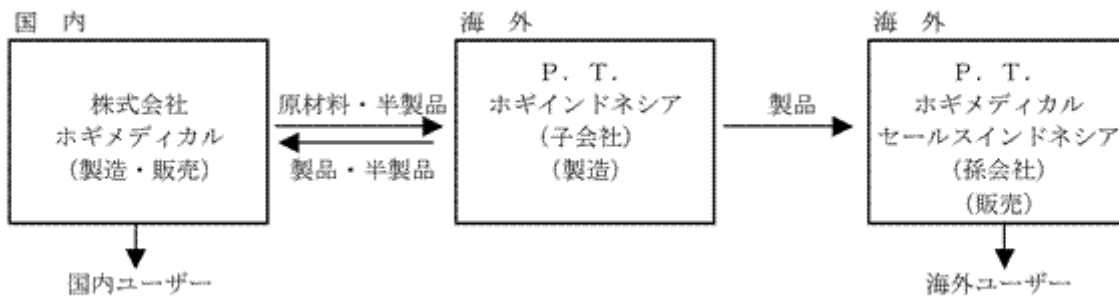 国 内
株式会社
ホギメディカル
(製造・販売)
国内ユーザー
原材料・半製品
製品・半製品
海 外
P．T．
ホギインドネシア
(子会社)
(製造)
製品
海 外
P．T．
ホギメディカル
セールスインドネシア
(孫会社)
(販売)
海外ユーザー